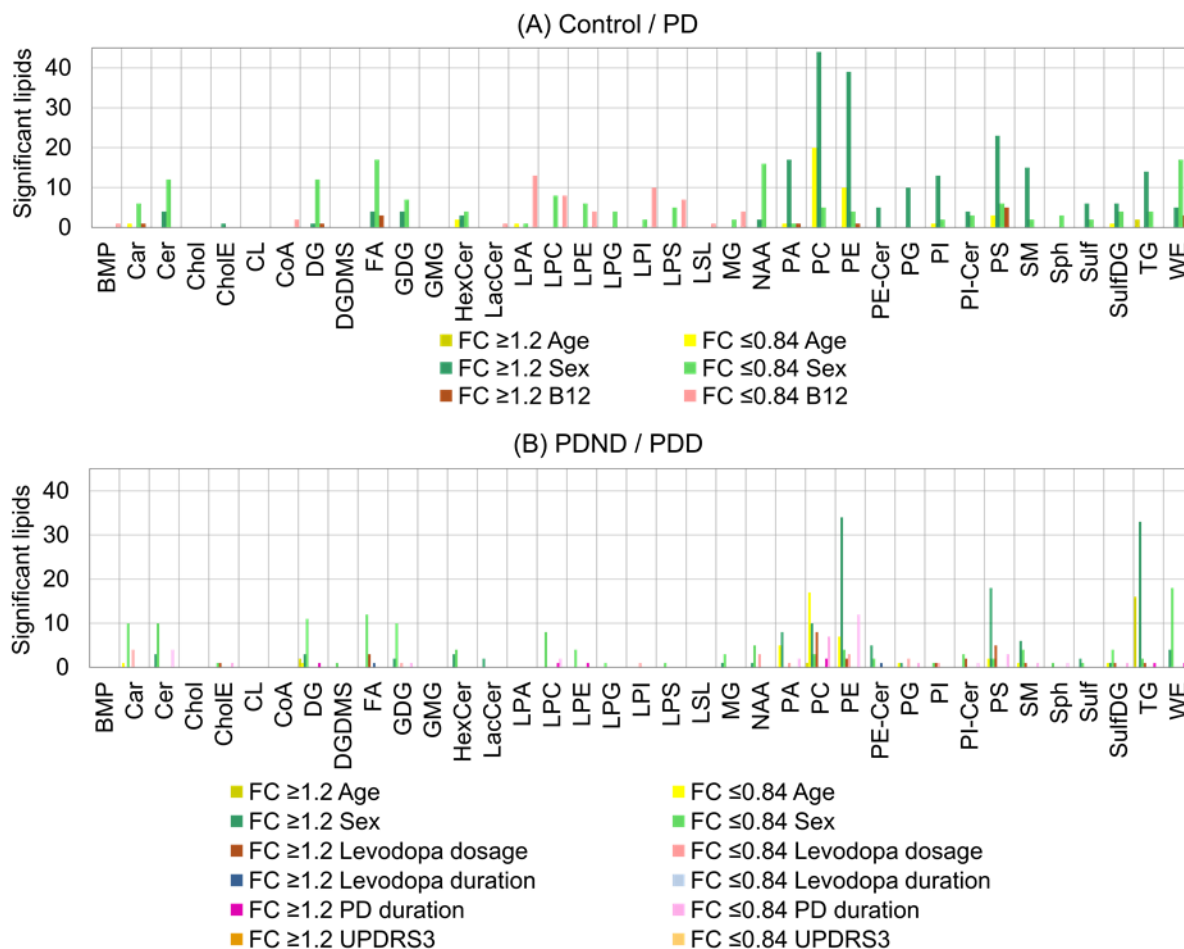 (A) Control / PD
Significant lipids
40
30
20
10
0
BMP
Car
Cer
Chol
CholE
CL
CoA
DG
DGDMS
FA
GDG
GMG
HexCer
LacCer
LPA
LPC
LPE
LPG
LPI
LPS
LSL
MG
NAA
PA
PC
PE
PE-Cer
PG
PI
PI-Cer
PS
SM
Sph
Sulf
SulfDG
TG
WE
FC ≥1.2 Age
FC ≤0.84 Age
FC ≥1.2 Sex
FC ≤0.84 Sex
FC ≥1.2 B12
FC ≤0.84 B12
(B) PDND / PDD
Significant lipids
40
30
20
10
0
BMP
Car
Cer
Chol
CholE
CL
CoA
DG
DGDMS
FA
GDG
GMG
HexCer
LacCer
LPA
LPC
LPE
LPG
LPI
LPS
LSL
MG
NAA
PA
PC
PE
PE-Cer
PG
PI
PI-Cer
PS
SM
Sph
Sulf
SulfDG
TG
WE
FC ≥1.2 Age
FC ≤0.84 Age
FC ≥1.2 Sex
FC ≤0.84 Sex
FC ≥1.2 Levodopa dosage
FC ≤0.84 Levodopa dosage
FC ≥1.2 Levodopa duration
FC ≤0.84 Levodopa duration
FC ≥1.2 PD duration
FC ≤0.84 PD duration
FC ≥1.2 UPDRS3
FC ≤0.84 UPDRS3